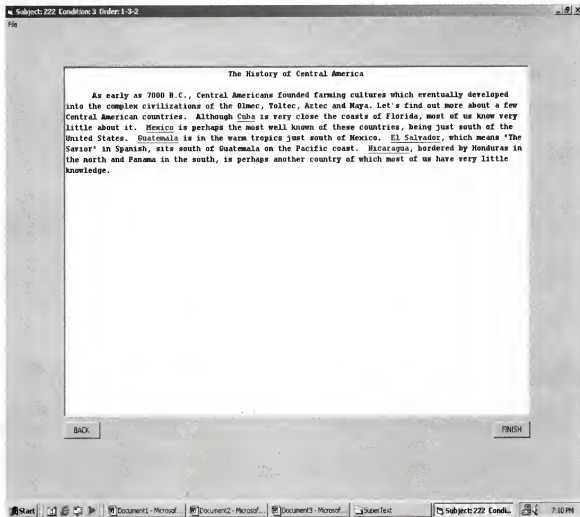 Subject: 222 Condition: 3 Order: 1-3-2
File
The History of Central America
As early as 7000 B.C., Central Americans founded farming cultures which eventually developed
into the complex civilizations of the Olmec, Toltec, Aztec and Maya. Let's find out more about a few
Central American countries. Although Cuba is very close the coasts of Florida, most of us know very
little about it. Mexico is perhaps the most well known of these countries, being just south of the
United States. Guatemala is in the warm tropics just south of Mexico. El Salvador, which means "The
Savior" in Spanish, sits south of Guatemala on the Pacific coast. Nicaragua, bordered by Honduras in
the north and Panama in the south, is perhaps another country of which most of us have very little
knowledge.
BACK
FINISH
Start
Document1 - Microsof...
Document2 - Microsof...
Document3 - Microsof...
SuperText
Subject: 222 Condi...
7:10 PM